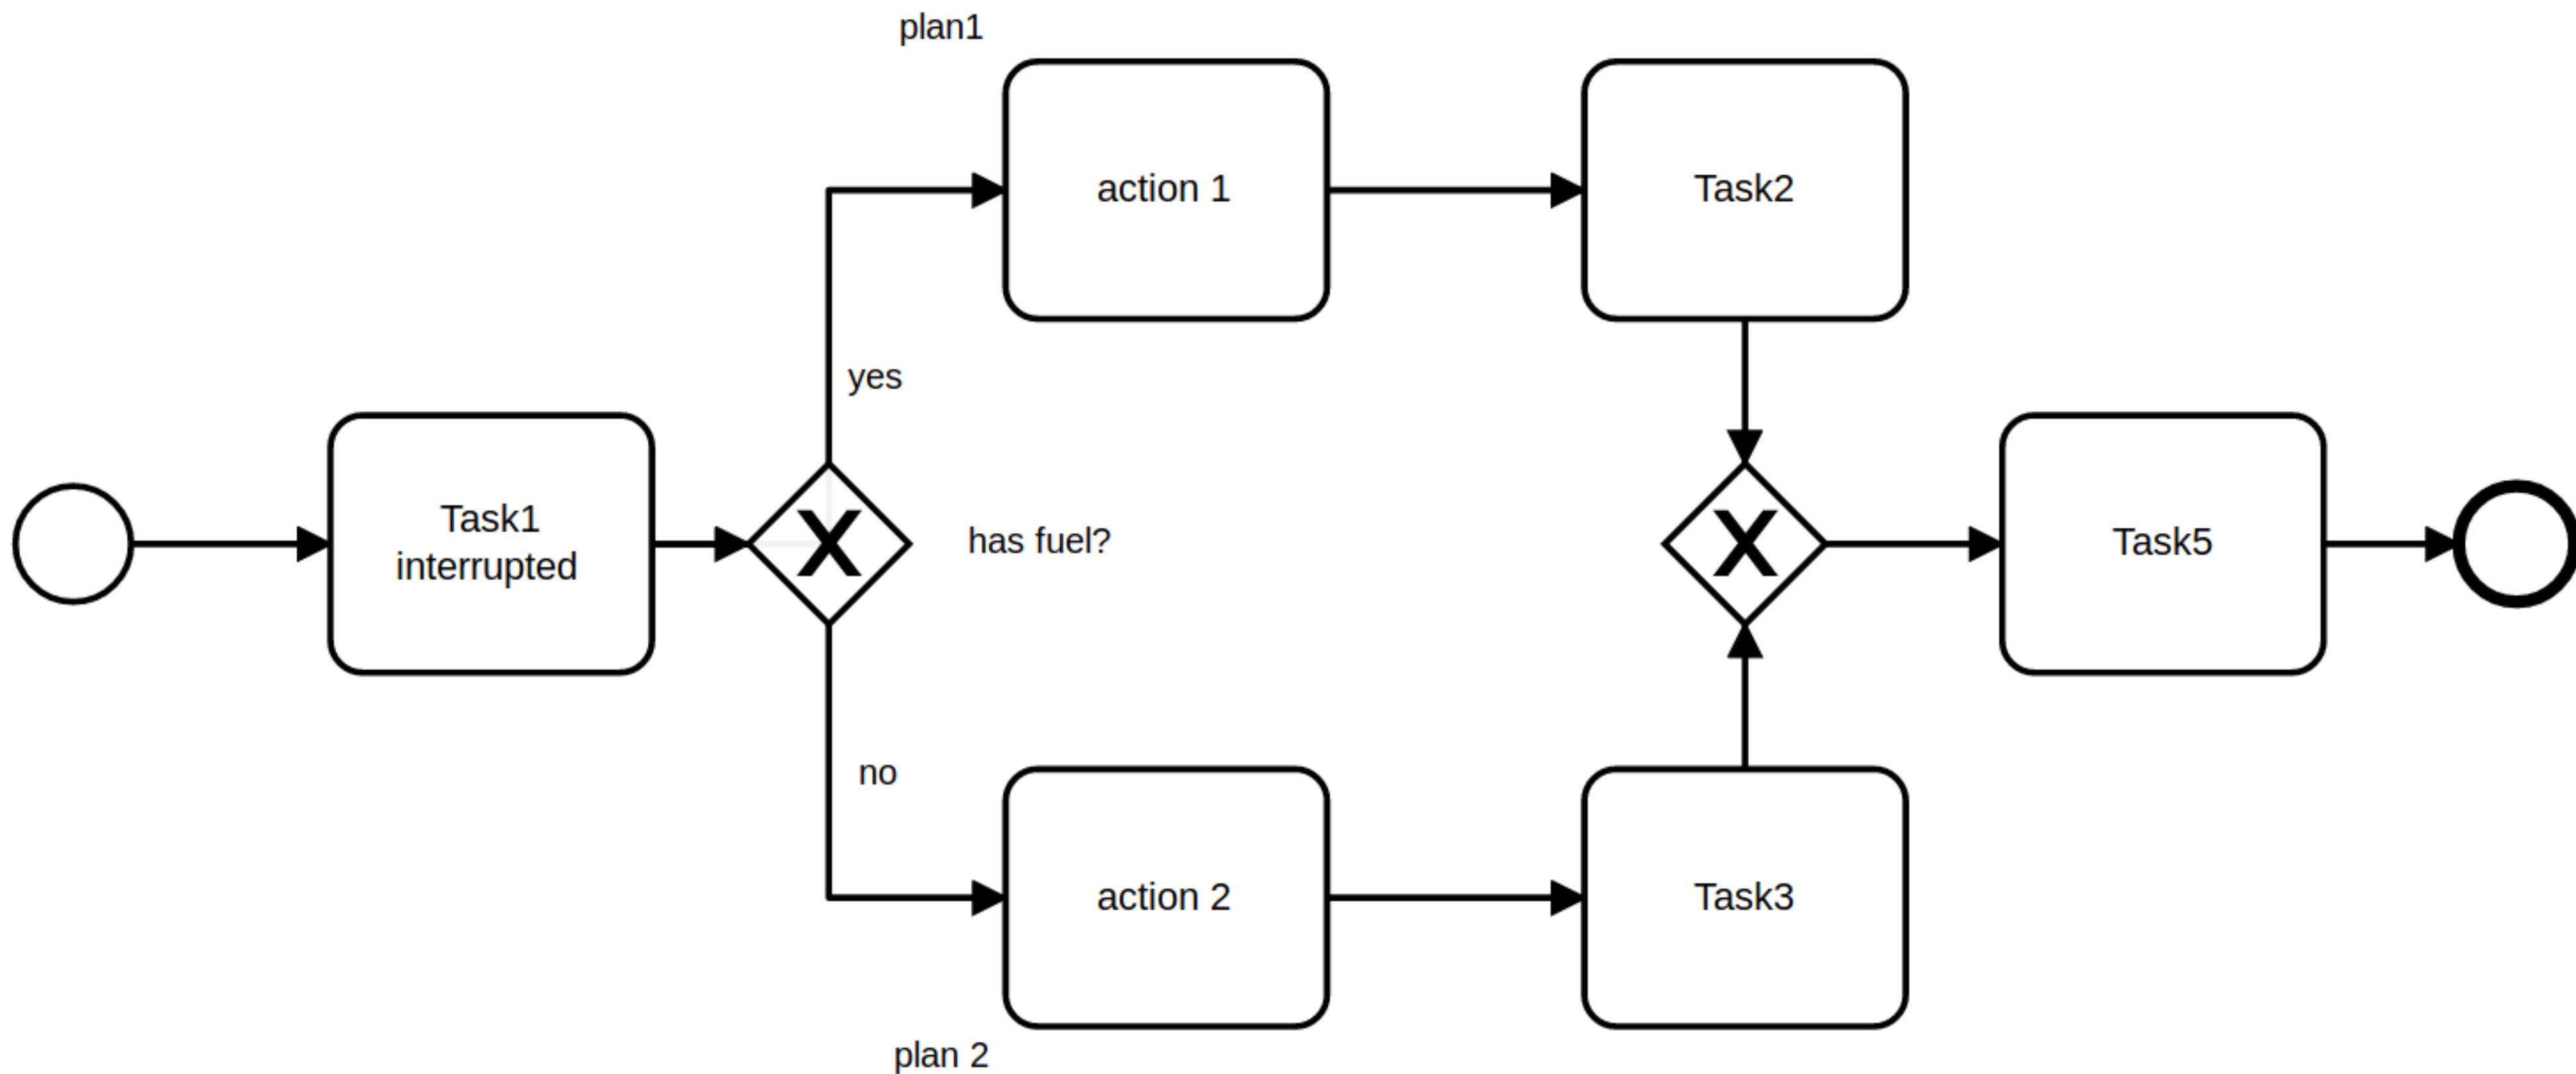 plan1
action 1
Task2
yes
Task1
interrupted
X
has fuel?
X
Task5
no
action 2
Task3
plan 2